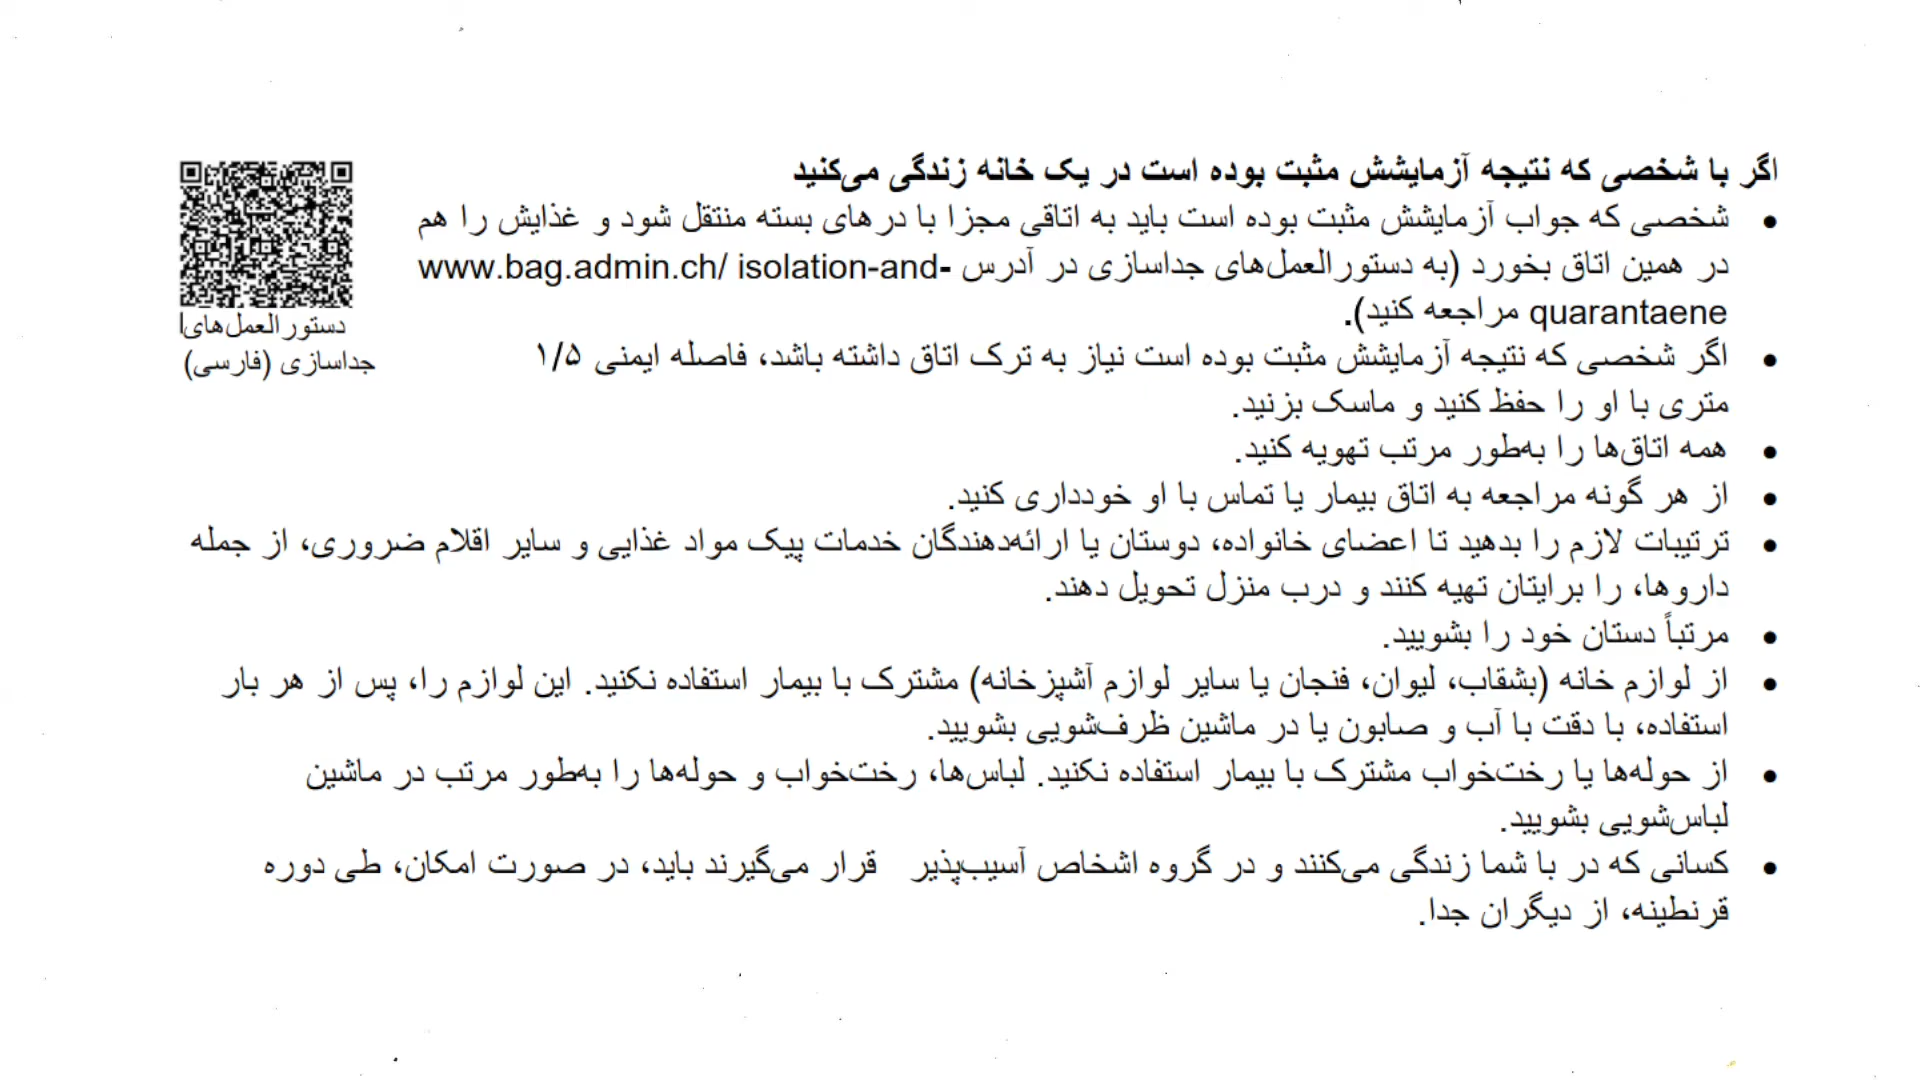 اگر با شخصی که نتیجه آزمایشش مثبت بوده است در یک خانه زندگی می‌کنید
• شخصی که جواب آزمایشش مثبت بوده است باید به اتاقی مجزا با درهای بسته منتقل شود و غذایش را هم
در همین اتاق بخورد (به دستورالعمل‌های جداسازی در آدرس www.bag.admin.ch/ isolation-and-
quarantaene مراجعه کنید).
• اگر شخصی که نتیجه آزمایشش مثبت بوده است نیاز به ترک اتاق داشته باشد، فاصله ایمنی ۱/۵
متری با او را حفظ کنید و ماسک بزنید.
• همه اتاق‌ها را به‌طور مرتب تهویه کنید.
• از هر گونه مراجعه به اتاق بیمار یا تماس با او خودداری کنید.
• ترتیبات لازم را بدهید تا اعضای خانواده، دوستان یا ارائه‌دهندگان خدمات پیک مواد غذایی و سایر اقلام ضروری، از جمله
داروها، را برایتان تهیه کنند و درب منزل تحویل دهند.
• مرتباً دستان خود را بشویید.
• از لوازم خانه (بشقاب، لیوان، فنجان یا سایر لوازم آشپزخانه) مشترک با بیمار استفاده نکنید. این لوازم را، پس از هر بار
استفاده، با دقت با آب و صابون یا در ماشین ظرف‌شویی بشویید.
• از حوله‌ها یا رخت‌خواب مشترک با بیمار استفاده نکنید. لباس‌ها، رخت‌خواب و حوله‌ها را به‌طور مرتب در ماشین
لباس‌شویی بشویید.
• کسانی که در با شما زندگی می‌کنند و در گروه اشخاص آسیب‌پذیر قرار می‌گیرند باید، در صورت امکان، طی دوره
قرنطینه، از دیگران جدا.
دستورالعمل‌هایا
جداسازی (فارسی)